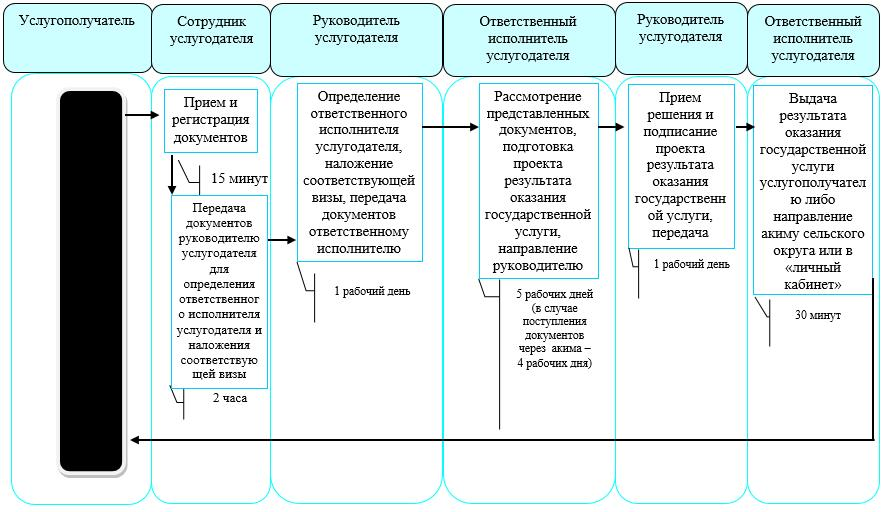 Услугополучатель
Сотрудник
услугодателя
Руководитель
услугодателя
Ответственный
исполнитель
услугодателя
Руководитель
услугодателя
Ответственный
исполнитель
услугодателя
Прием и
регистрация
документов
15 минут
Передача
документов
руководителю
услугодателя
для
определения
ответственног
о исполнителя
услугодателя и
наложения
соответствую
щей визы
2 часа
Определение
ответственного
исполнителя
услугодателя,
наложение
соответствующей
визы, передача
документов
ответственному
исполнителю
1 рабочий день
Рассмотрение
представленных
документов,
подготовка
проекта
результата
оказания
государственной
услуги,
направление
руководителю
5 рабочих дней
(в случае
поступления
документов
через акима –
4 рабочих дня)
Прием
решения и
подписание
проекта
результата
оказания
государственн
ой услуги,
передача
1 рабочий день
Выдача
результата
оказания
государственной
услуги
услугополучател
ю либо
направление
акиму сельского
округа или в
«личный
кабинет»
30 минут